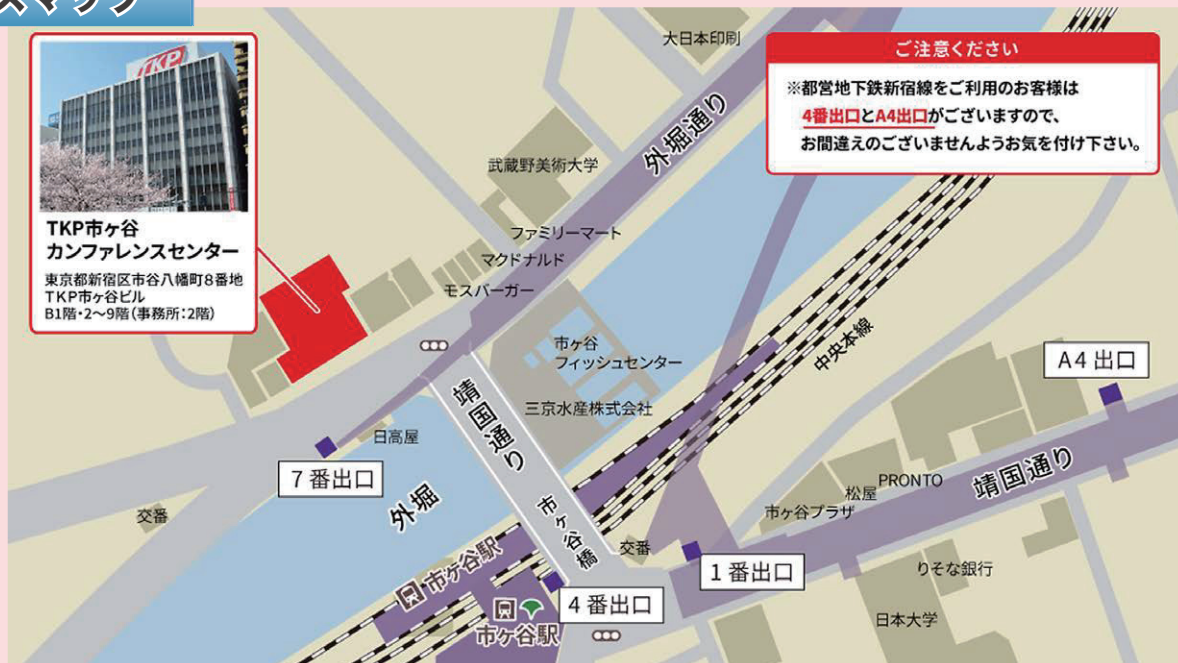 スマップ
TKP
TKP市ヶ谷
カンファレンスセンター
東京都新宿区市谷八幡町8番地
TKP市ヶ谷ビル
B1階・2～9階（事務所：2階）
ご注意ください
※都営地下鉄新宿線をご利用のお客様は
4番出口とA4出口がございますので、
お間違えのございませんようお気を付け下さい。
大日本印刷
外堀通り
武蔵野美術大学
ファミリーマート
マクドナルド
モスバーガー
市ヶ谷
フィッシュセンター
三京水産株式会社
中央本線
A4出口
靖国通り
日高屋
7番出口
外堀
交番
市ヶ谷橋
交番
市ヶ谷駅
市ヶ谷駅
4番出口
1番出口
市ヶ谷プラザ
松屋
PRONTO
靖国通り
りそな銀行
日本大学